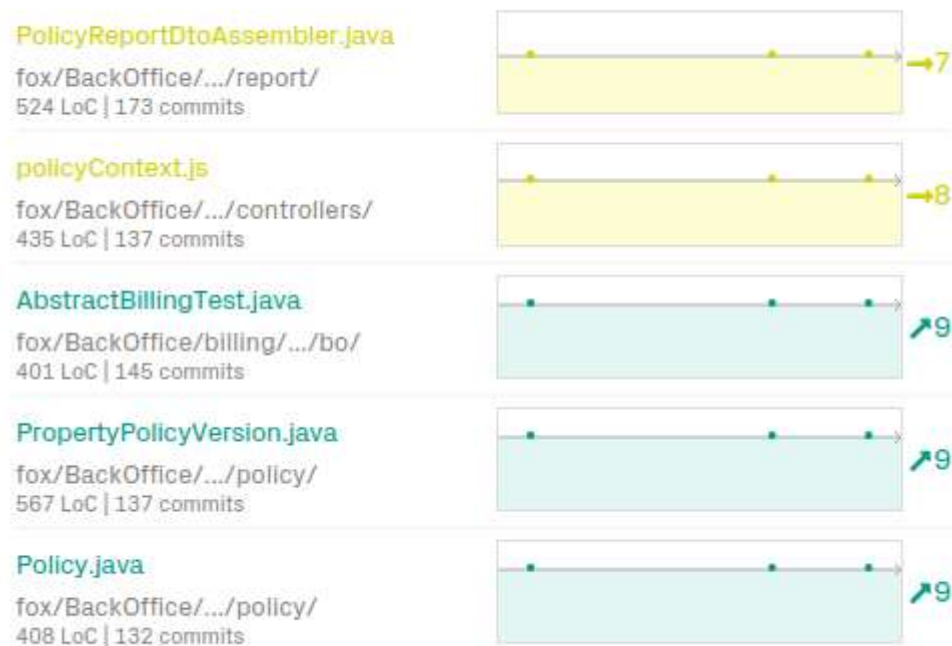 PolicyReportDtoAssembler.java
fox/BackOffice/.../report/
524 LoC | 173 commits
→7
policyContext.js
fox/BackOffice/.../controllers/
435 LoC | 137 commits
→8
AbstractBillingTest.java
fox/BackOffice/billing/.../bo/
401 LoC | 145 commits
↗9
PropertyPolicyVersion.java
fox/BackOffice/.../policy/
567 LoC | 137 commits
↗9
Policy.java
fox/BackOffice/.../policy/
408 LoC | 132 commits
↗9